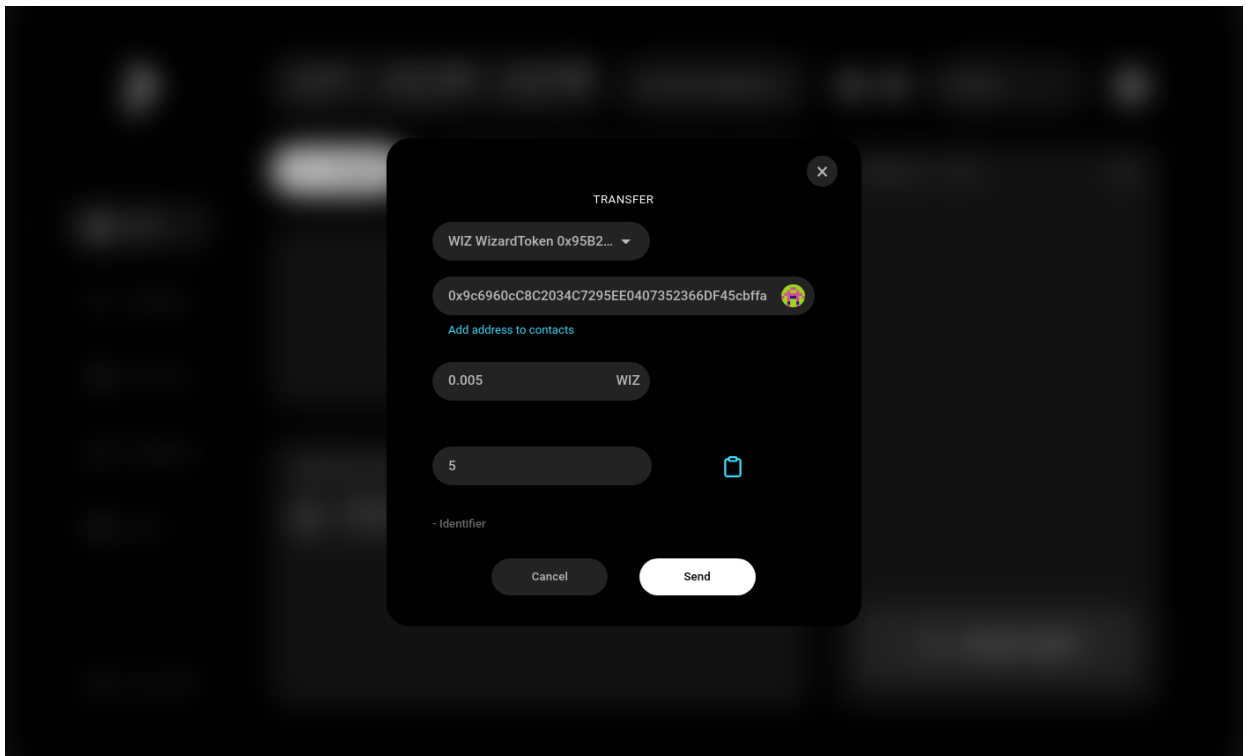 TRANSFER
WIZ WizardToken 0x95B2...
0x9c6960cC8C2034C7295EE0407352366DF45cbffa
Add address to contacts
0.005 WIZ
5
- Identifier
Cancel Send